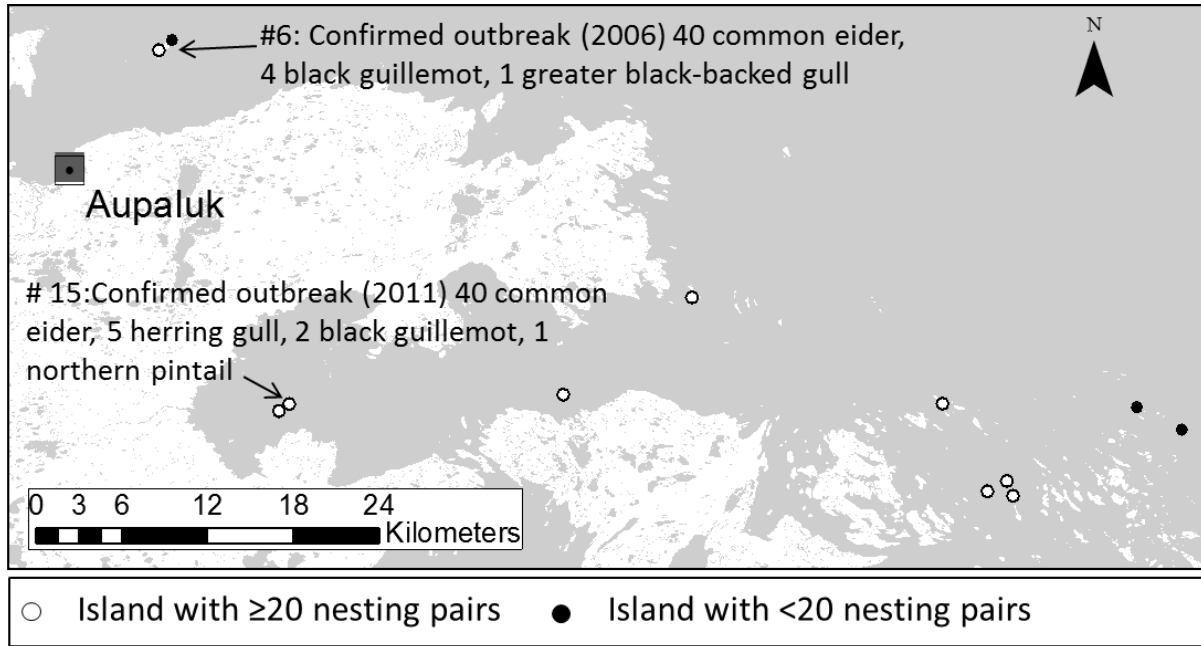 #6: Confirmed outbreak (2006) 40 common eider,
4 black guillemot, 1 greater black-backed gull
N
Aupaluk
# 15:Confirmed outbreak (2011) 40 common
eider, 5 herring gull, 2 black guillemot, 1
northern pintail
0 3 6 12 18 24
Kilometers
Island with ≥20 nesting pairs Island with <20 nesting pairs